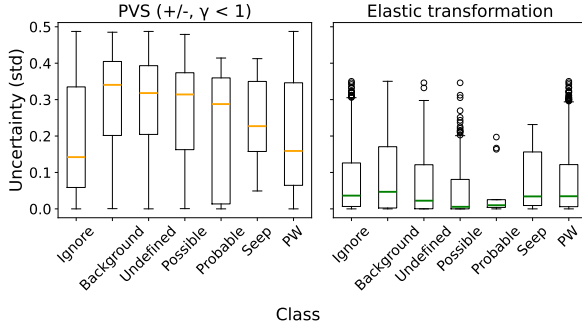 PVS (+/-, γ < 1)
Elastic transformation
Uncertainty (std)
0.5
0.4
0.3
0.2
0.1
0.0
Ignore
Background
Undefined
Possible
Probable
Seep
PW
Ignore
Background
Undefined
Possible
Probable
Seep
PW
Class